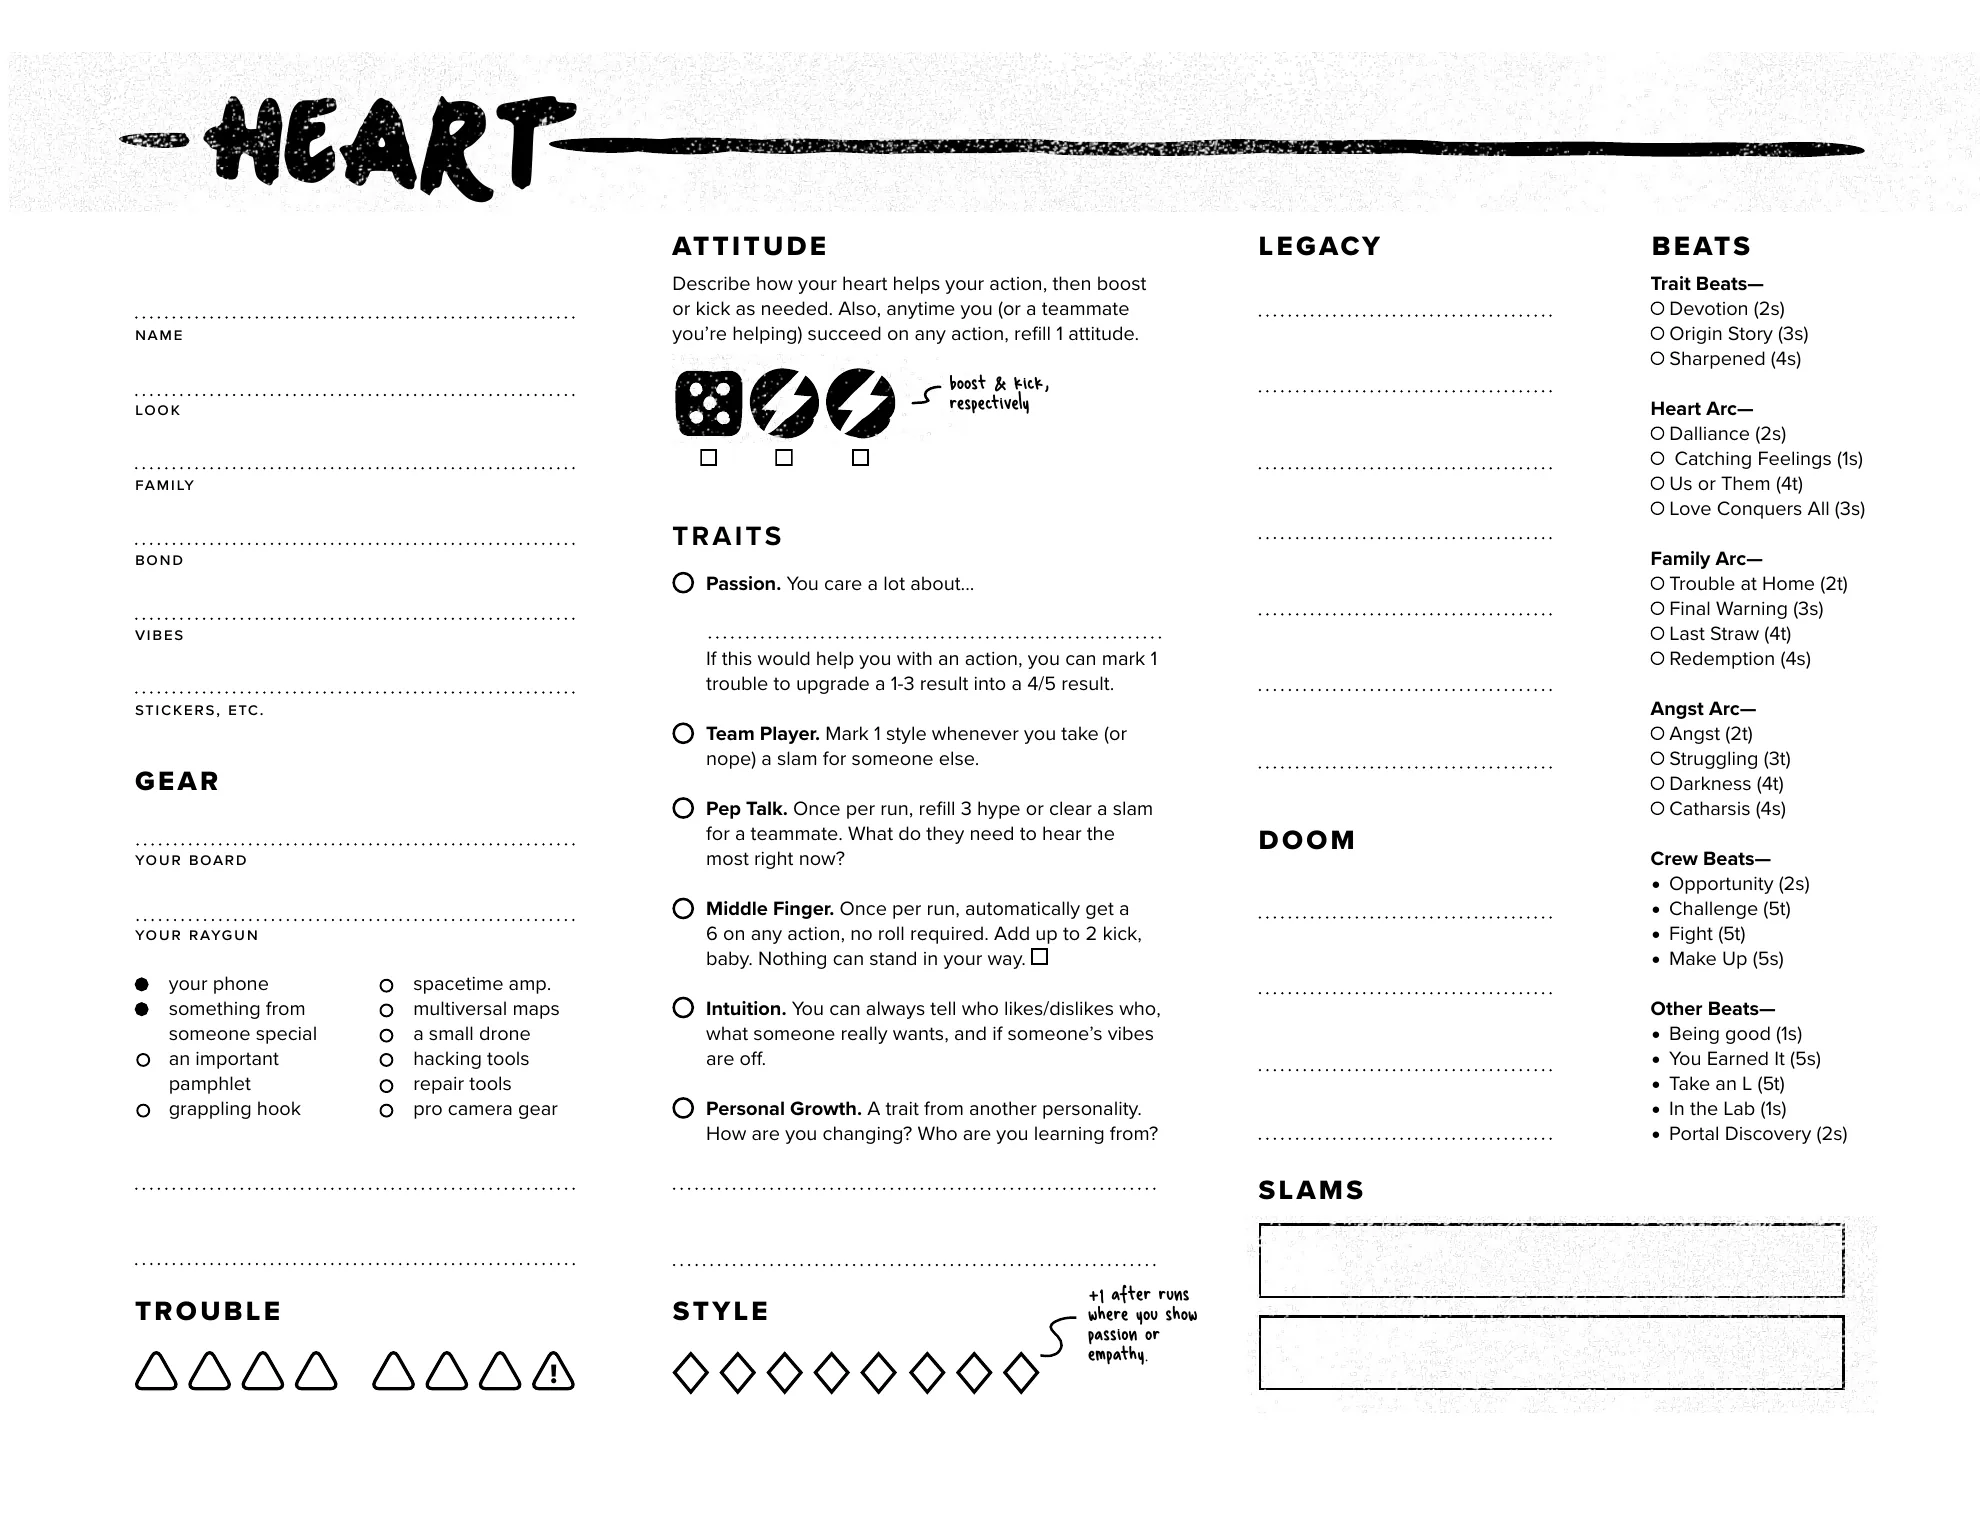 HEART
NAME
LOOK
FAMILY
BOND
VIBES
STICKERS, ETC.
GEAR
YOUR BOARD
YOUR RAYGUN
your phone
something from
someone special
an important
pamphlet
grappling hook
spacetime amp.
multiversal maps
a small drone
hacking tools
repair tools
pro camera gear
TROUBLE
!
ATTITUDE
Describe how your heart helps your action, then boost
or kick as needed. Also, anytime you (or a teammate
you’re helping) succeed on any action, refill 1 attitude.
boost & kick,
respectively
TRAITS
Passion. You care a lot about...
If this would help you with an action, you can mark 1
trouble to upgrade a 1-3 result into a 4/5 result.
Team Player. Mark 1 style whenever you take (or
nope) a slam for someone else.
Pep Talk. Once per run, refill 3 hype or clear a slam
for a teammate. What do they need to hear the
most right now?
Middle Finger. Once per run, automatically get a
6 on any action, no roll required. Add up to 2 kick,
baby. Nothing can stand in your way.
Intuition. You can always tell who likes/dislikes who,
what someone really wants, and if someone’s vibes
are off.
Personal Growth. A trait from another personality.
How are you changing? Who are you learning from?
STYLE
+1 after runs
where you show
passion or
empathy.
LEGACY
DOOM
SLAMS
BEATS
Trait Beats—
Devotion (2s)
Origin Story (3s)
Sharpened (4s)
Heart Arc—
Dalliance (2s)
Catching Feelings (1s)
Us or Them (4t)
Love Conquers All (3s)
Family Arc—
Trouble at Home (2t)
Final Warning (3s)
Last Straw (4t)
Redemption (4s)
Angst Arc—
Angst (2t)
Struggling (3t)
Darkness (4t)
Catharsis (4s)
Crew Beats—
• Opportunity (2s)
• Challenge (5t)
• Fight (5t)
• Make Up (5s)
Other Beats—
• Being good (1s)
• You Earned It (5s)
• Take an L (5t)
• In the Lab (1s)
• Portal Discovery (2s)